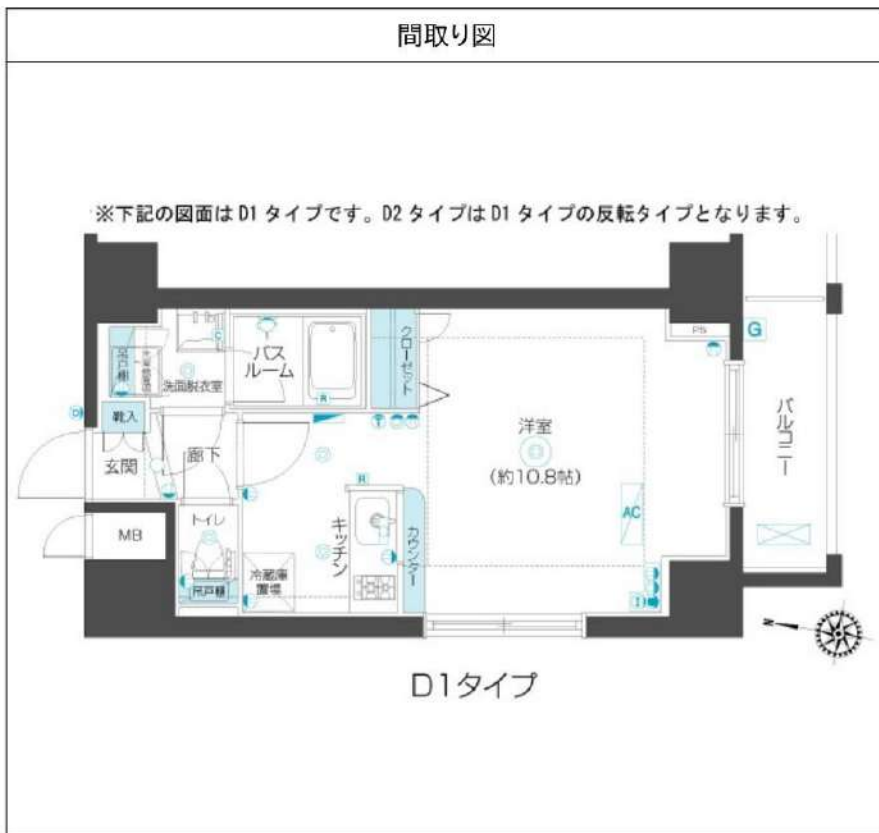 間取り図
※下記の図面はD1タイプです。D2タイプはD1タイプの反転タイプとなります。
PS
G
吊戸棚
C
洗面脱衣室
バス
ルーム
R
クローゼット
D
靴入
玄関
廊下
T
洋室
(約10.8帖)
バルコニー
R
MB
トイレ
吊戸棚
冷蔵庫
置場
キッチン
カウンター
AC
I
N
D1タイプ